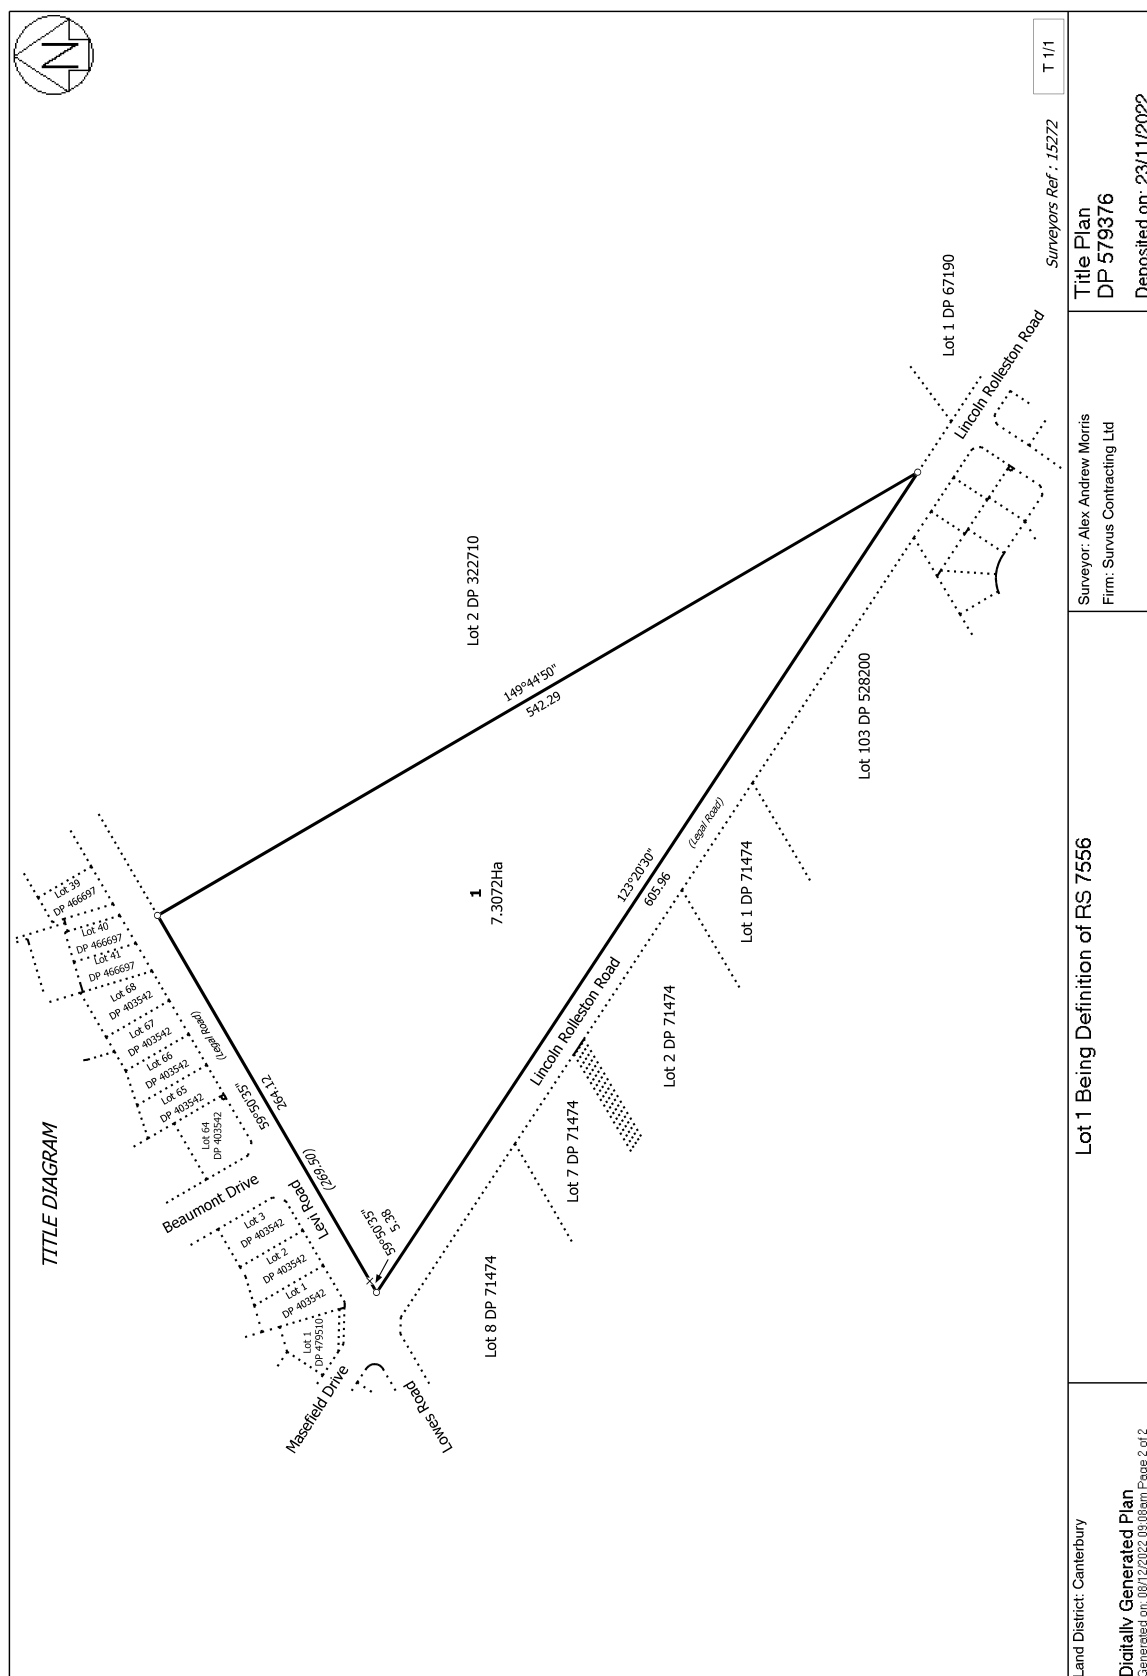 TITLE DIAGRAM
N
T 1/1
Surveyors Ref : 15272
Lot 39
DP 466697
Lot 40
DP 466697
Lot 41
DP 466697
Lot 68
DP 403542
Lot 67
DP 403542
Lot 66
DP 403542
Lot 65
DP 403542
Lot 64
DP 403542
(Legal Road)
Beaumont Drive
Lot 3
DP 403542
Lot 2
DP 403542
Lot 1
DP 403542
Lot 1
DP 479510
Levi Road
59°50'35"
264.12
(269.50)
59°50'35"
5.38
Masefield Drive
Lowes Road
Lot 2 DP 322710
149°44'50"
542.29
1
7.3072Ha
123°20'30"
605.96
(Legal Road)
Lincoln Rolleston Road
Lot 8 DP 71474
Lot 7 DP 71474
Lot 2 DP 71474
Lot 1 DP 71474
Lot 103 DP 528200
Lincoln Rolleston Road
Lot 1 DP 67190
Land District: Canterbury
Digitally Generated Plan
Generated on: 08/12/2022 09:08am Page 2 of 2
Lot 1 Being Definition of RS 7556
Surveyor: Alex Andrew Morris
Firm: Survus Contracting Ltd
Title Plan
DP 579376
Deposited on: 23/11/2022